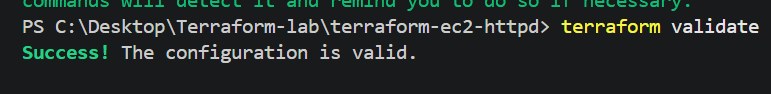 commands will detect it and remind you to do so if necessary.
PS C:\Desktop\Terraform-lab\terraform-ec2-httpd> terraform validate
Success! The configuration is valid.